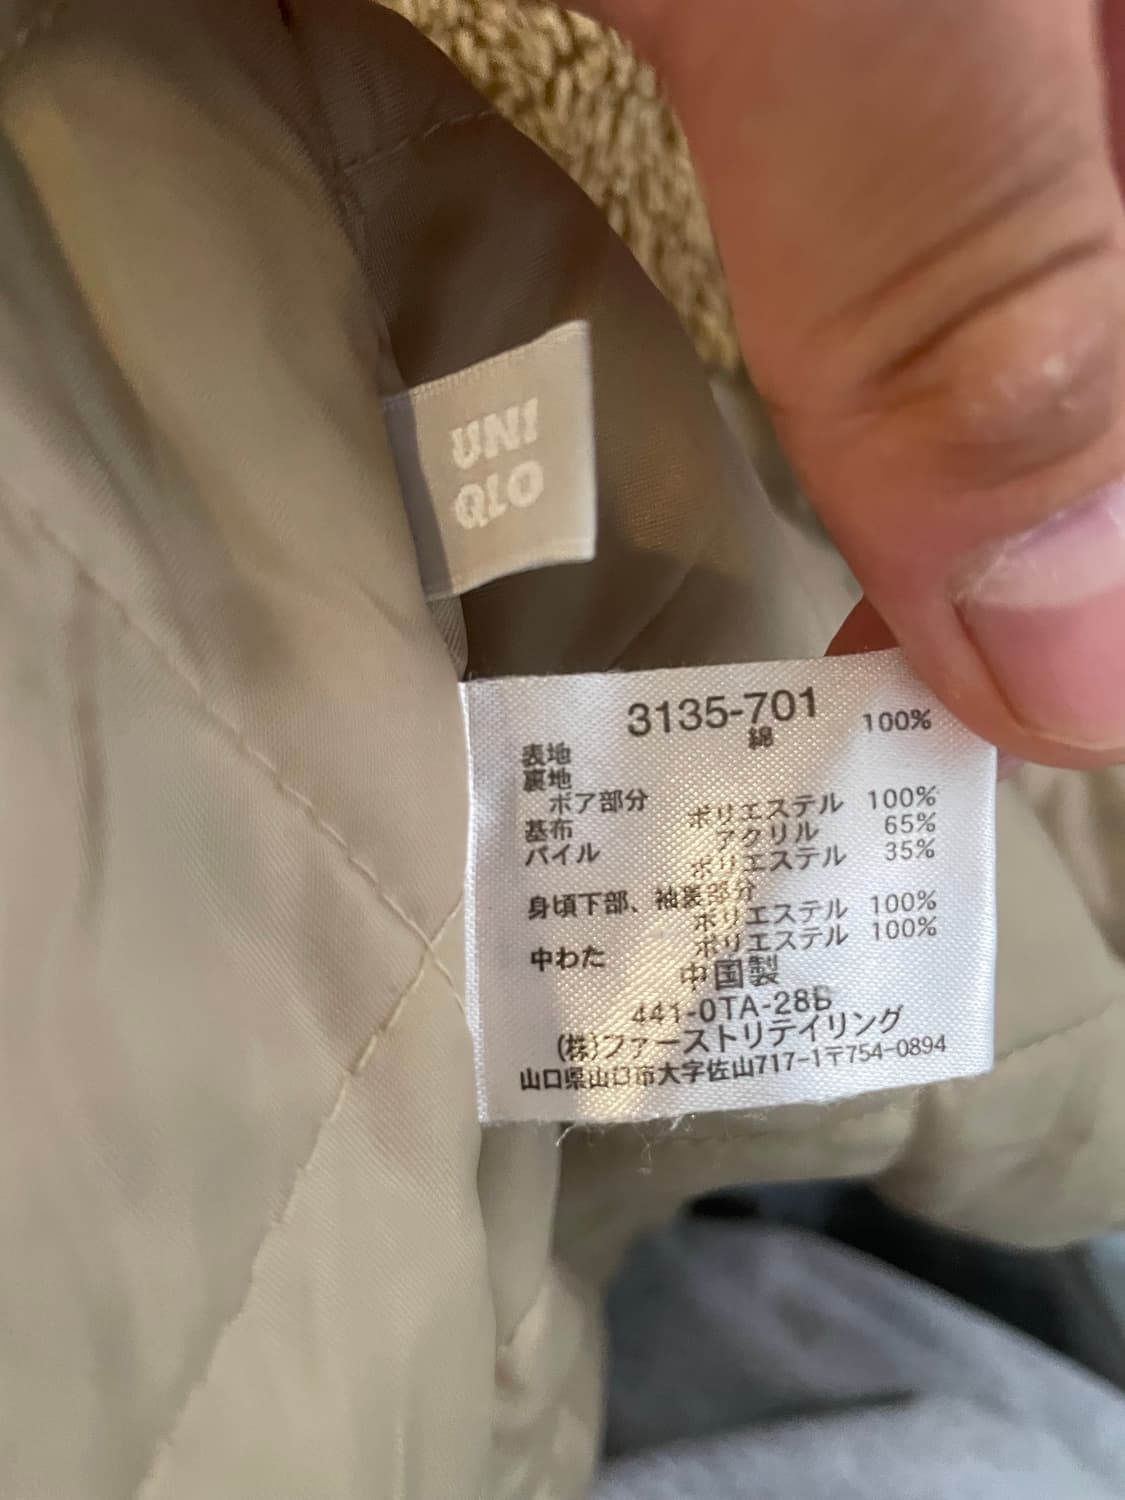 UNI
QLO
3135-701
表地 綿 100%
裏地
ボア部分
基布 ポリエステル 100%
パイル アクリル 65%
ポリエステル 35%
身頃下部、袖裏部分
ポリエステル 100%
中わた ポリエステル 100%
中国製
441-0TA-28B
(株)ファーストリテイリング
山口県山口市大字佐山717-1〒754-0894